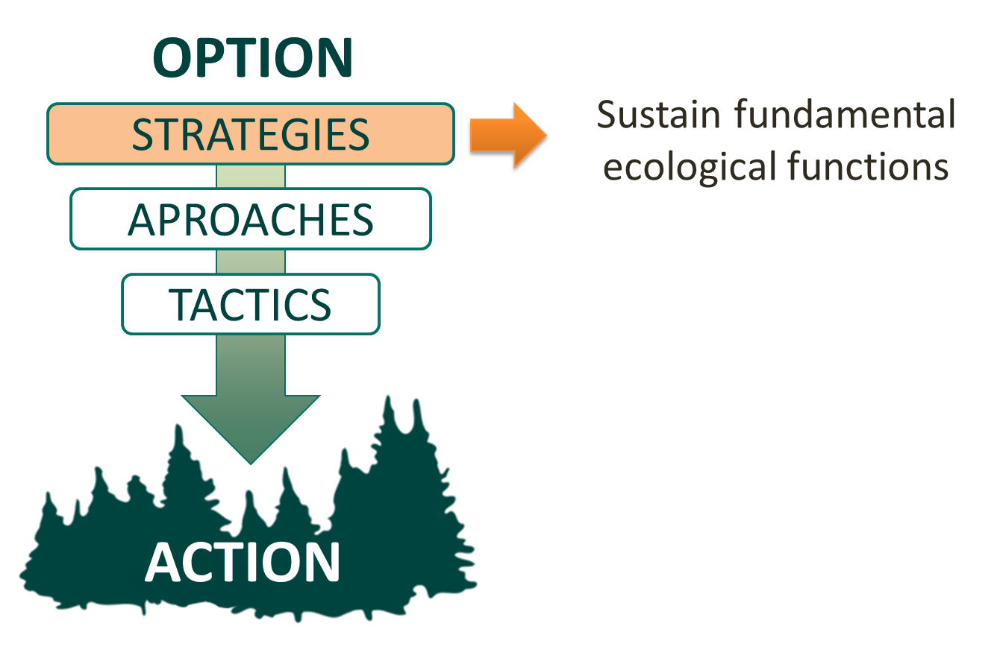 OPTION
STRATEGIES
Sustain fundamental
ecological functions
APROACHES
TACTICS
ACTION